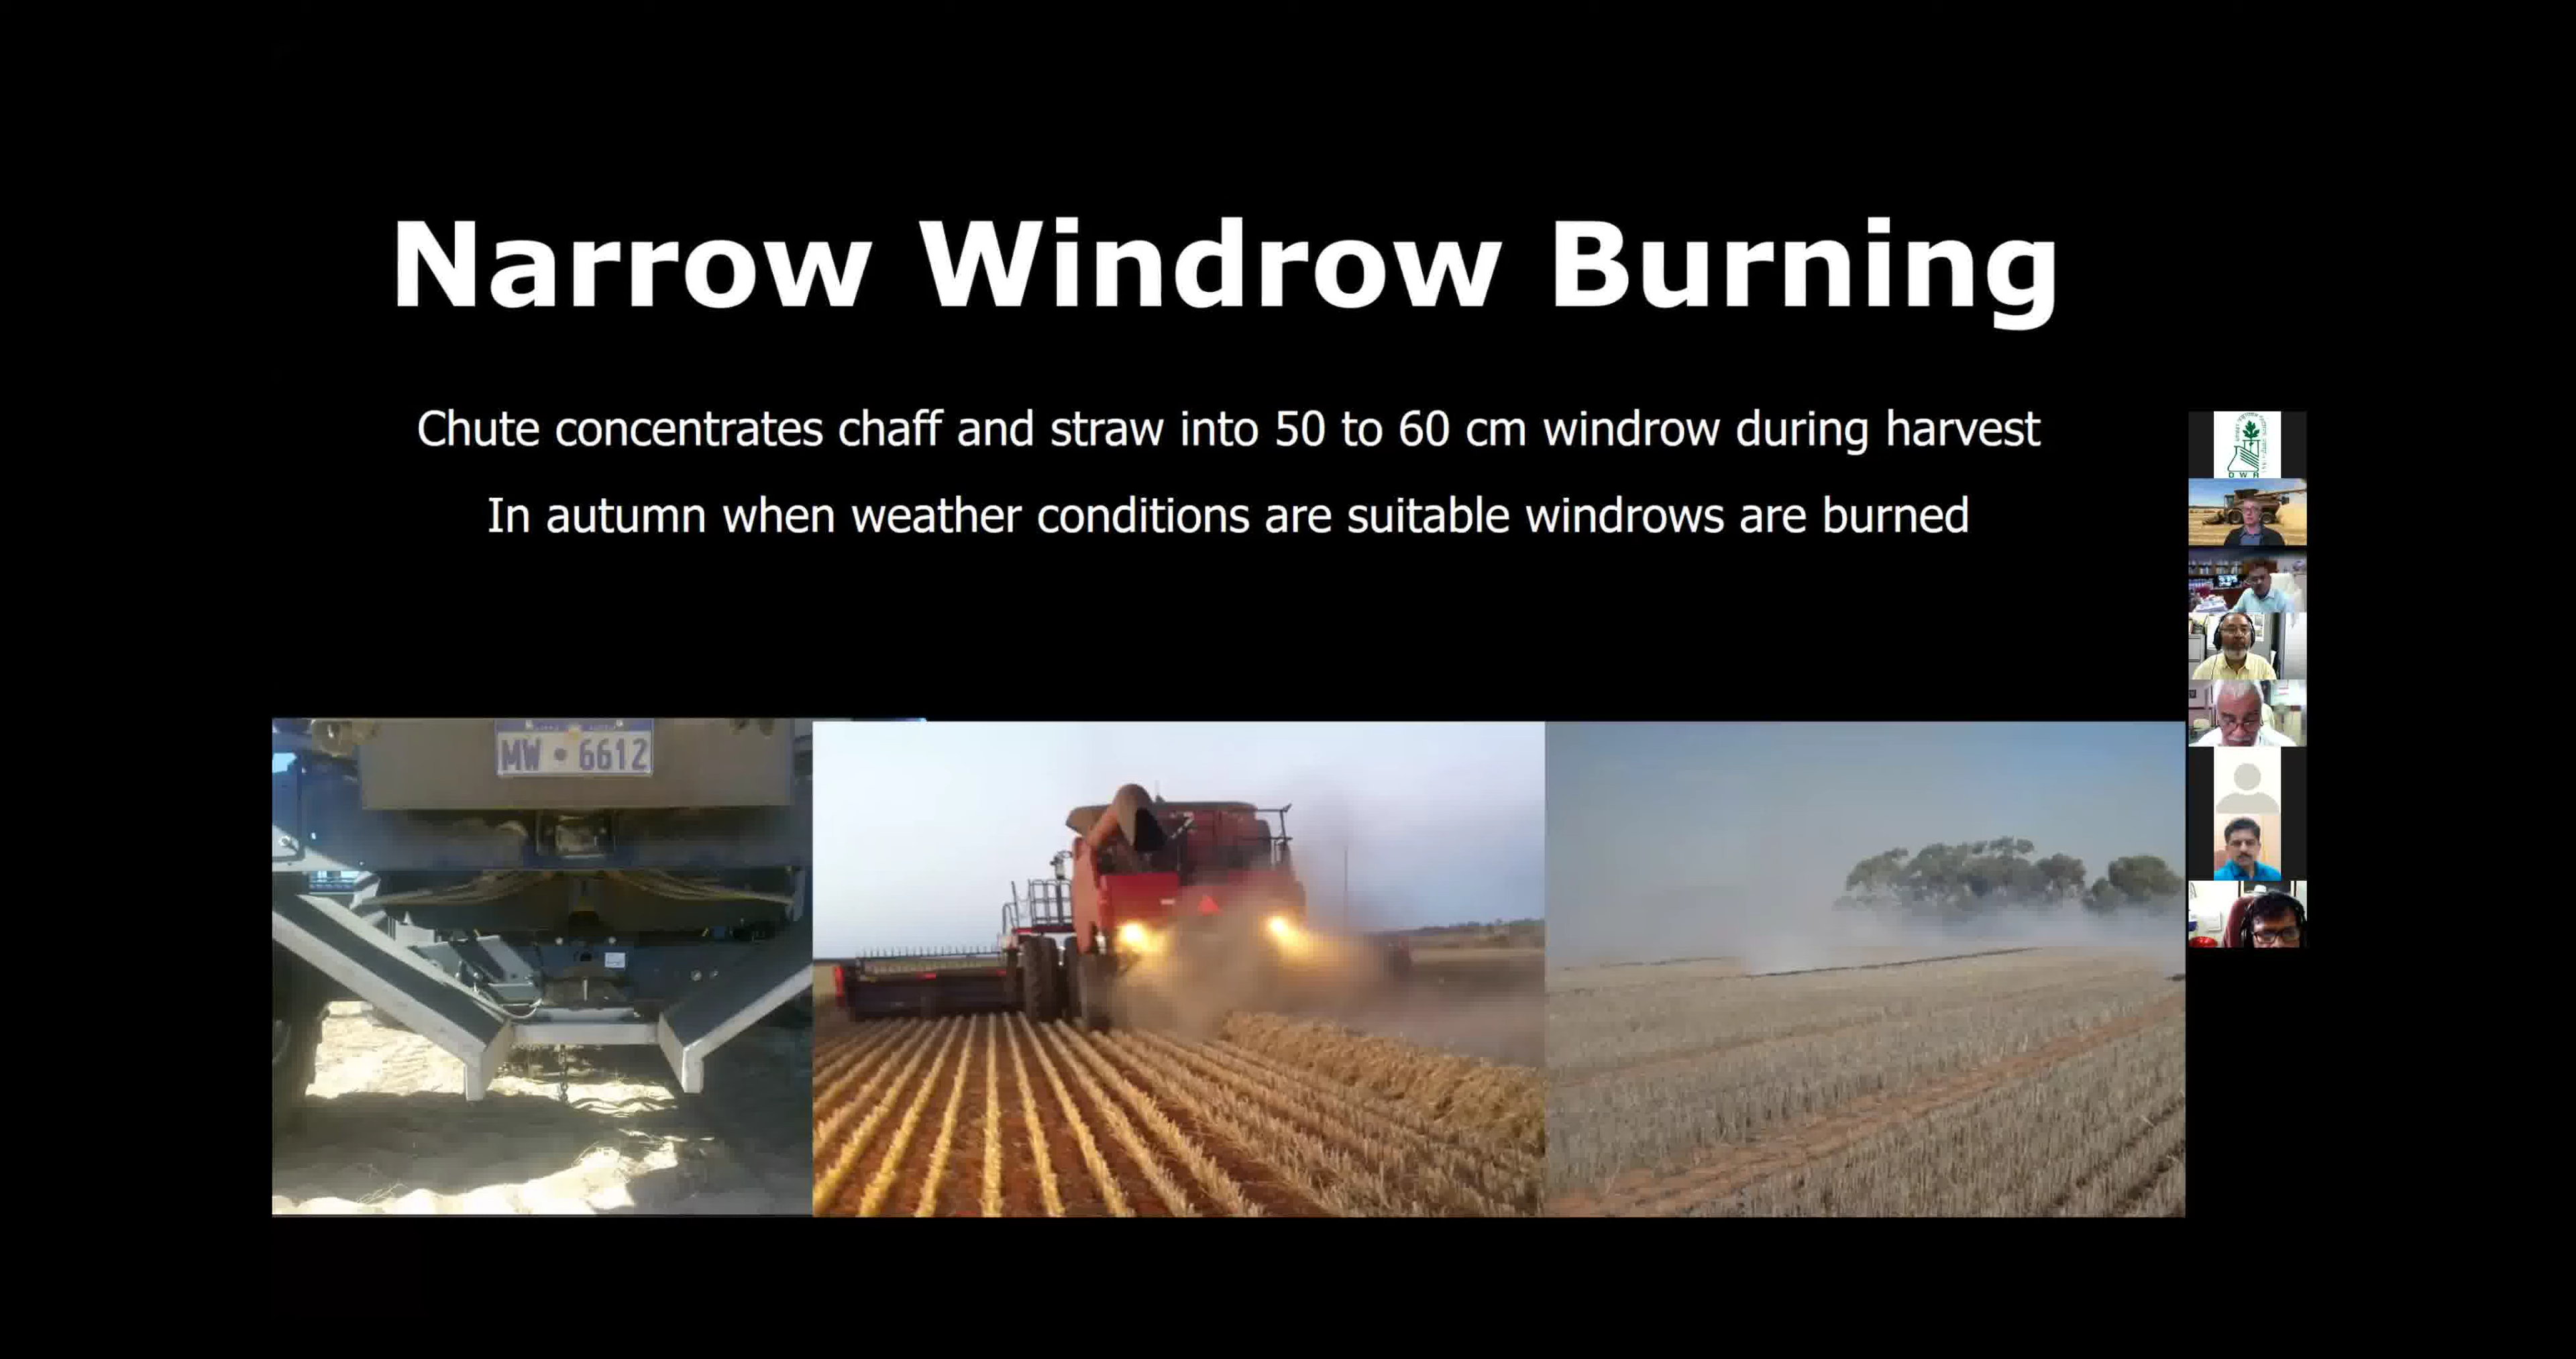 Narrow Windrow Burning
Chute concentrates chaff and straw into 50 to 60 cm windrow during harvest
In autumn when weather conditions are suitable windrows are burned
MW · 6612
D W R